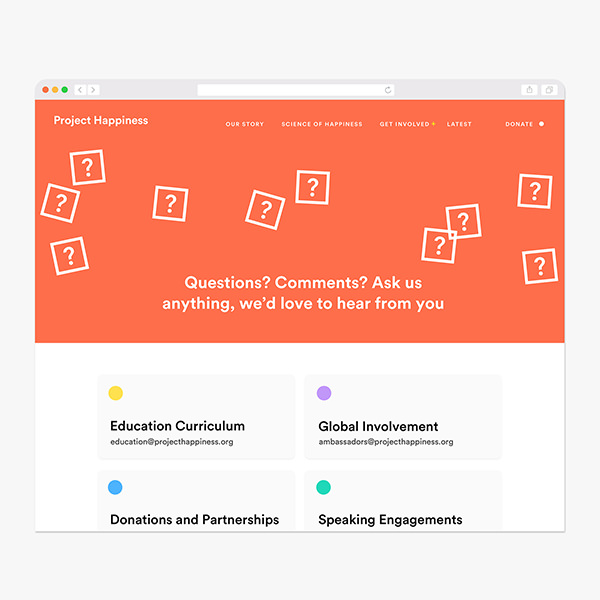 Project Happiness
OUR STORY SCIENCE OF HAPPINESS GET INVOLVED + LATEST DONATE
?
?
?
?
?
?
?
?
?
?
Questions? Comments? Ask us
anything, we'd love to hear from you
Education Curriculum
education@projecthappiness.org
Global Involvement
ambassadors@projecthappiness.org
Donations and Partnerships
Speaking Engagements